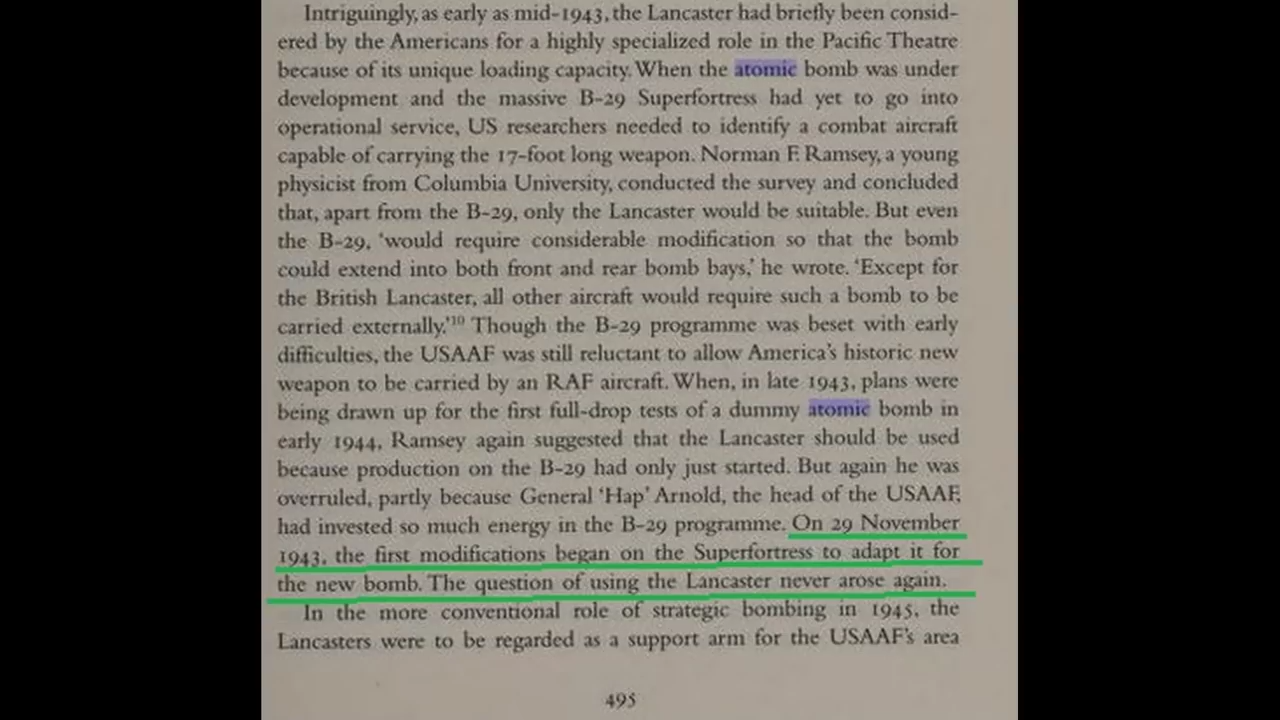 Intriguingly, as early as mid-1943, the Lancaster had briefly been consid-
ered by the Americans for a highly specialized role in the Pacific Theatre
because of its unique loading capacity. When the atomic bomb was under
development and the massive B-29 Superfortress had yet to go into
operational service, US researchers needed to identify a combat aircraft
capable of carrying the 17-foot long weapon. Norman F. Ramsey, a young
physicist from Columbia University, conducted the survey and concluded
that, apart from the B-29, only the Lancaster would be suitable. But even
the B-29, ‘would require considerable modification so that the bomb
could extend into both front and rear bomb bays,’ he wrote. ‘Except for
the British Lancaster, all other aircraft would require such a bomb to be
carried externally.’¹⁰ Though the B-29 programme was beset with early
difficulties, the USAAF was still reluctant to allow America’s historic new
weapon to be carried by an RAF aircraft. When, in late 1943, plans were
being drawn up for the first full-drop tests of a dummy atomic bomb in
early 1944, Ramsey again suggested that the Lancaster should be used
because production on the B-29 had only just started. But again he was
overruled, partly because General ‘Hap’ Arnold, the head of the USAAF,
had invested so much energy in the B-29 programme. On 29 November
1943, the first modifications began on the Superfortress to adapt it for
the new bomb. The question of using the Lancaster never arose again.
In the more conventional role of strategic bombing in 1945, the
Lancasters were to be regarded as a support arm for the USAAF’s area
495